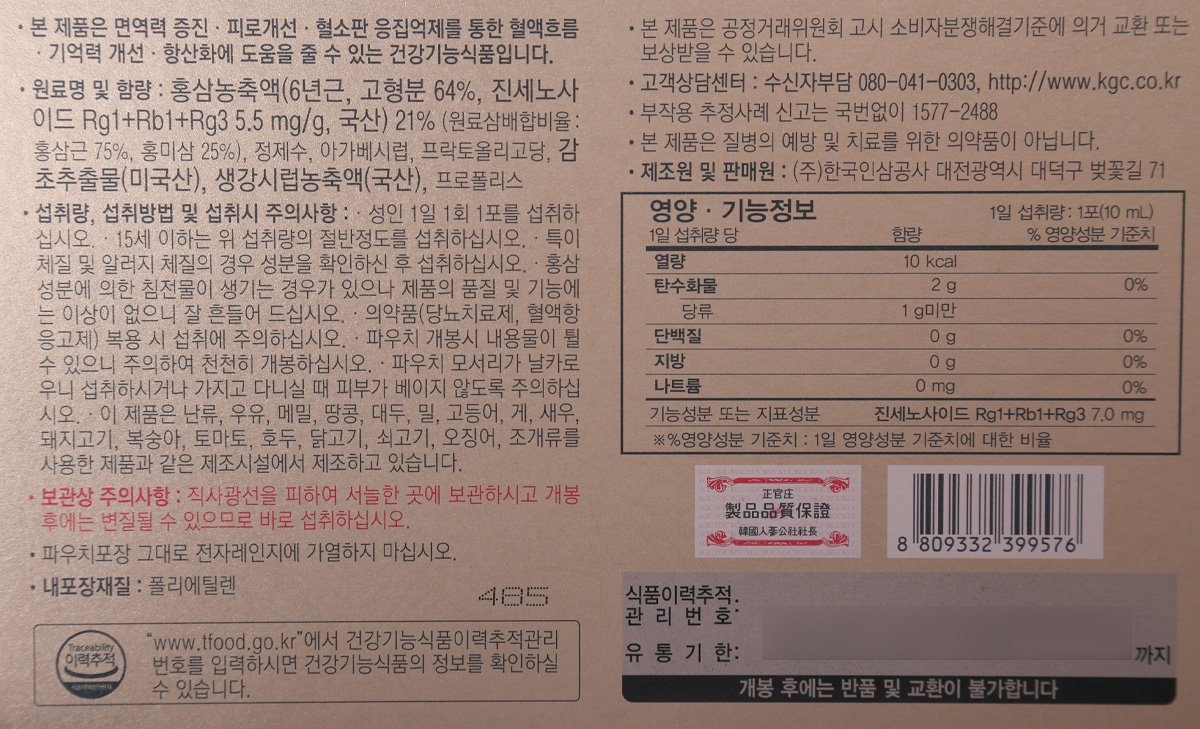 · 본 제품은 면역력 증진 · 피로개선 · 혈소판 응집억제를 통한 혈액흐름
· 기억력 개선 · 항산화에 도움을 줄 수 있는 건강기능식품입니다.
· 원료명 및 함량 : 홍삼농축액(6년근, 고형분 64%, 진세노사
이드 Rg1+Rb1+Rg3 5.5 mg/g, 국산) 21% (원료삼배합비율 :
홍삼근 75%, 홍미삼 25%), 정제수, 아가베시럽, 프락토올리고당, 감
초추출물(미국산), 생강시럽농축액(국산), 프로폴리스
· 섭취량, 섭취방법 및 섭취시 주의사항 : · 성인 1일 1회 1포를 섭취하
십시오. · 15세 이하는 위 섭취량의 절반정도를 섭취하십시오. · 특이
체질 및 알러지 체질의 경우 성분을 확인하신 후 섭취하십시오. · 홍삼
성분에 의한 침전물이 생기는 경우가 있으나 제품의 품질 및 기능에
는 이상이 없으니 잘 흔들어 드십시오. · 의약품(당뇨치료제, 혈액항
응고제) 복용 시 섭취에 주의하십시오. · 파우치 개봉시 내용물이 튈
수 있으니 주의하여 천천히 개봉하십시오. · 파우치 모서리가 날카로
우니 섭취하시거나 가지고 다니실 때 피부가 베이지 않도록 주의하십
시오. · 이 제품은 난류, 우유, 메밀, 땅콩, 대두, 밀, 고등어, 게, 새우,
돼지고기, 복숭아, 토마토, 호두, 닭고기, 쇠고기, 오징어, 조개류를
사용한 제품과 같은 제조시설에서 제조하고 있습니다.
· 보관상 주의사항 : 직사광선을 피하여 서늘한 곳에 보관하시고 개봉
후에는 변질될 수 있으므로 바로 섭취하십시오.
· 파우치포장 그대로 전자레인지에 가열하지 마십시오.
· 내포장재질 : 폴리에틸렌
485
Traceability
이력추적
"www.tfood.go.kr"에서 건강기능식품이력추적관리
번호를 입력하시면 건강기능식품의 정보를 확인하실
수 있습니다.
· 본 제품은 공정거래위원회 고시 소비자분쟁해결기준에 의거 교환 또는
보상받을 수 있습니다.
· 고객상담센터 : 수신자부담 080-041-0303, http://www.kgc.co.kr
· 부작용 추정사례 신고는 국번없이 1577-2488
· 본 제품은 질병의 예방 및 치료를 위한 의약품이 아닙니다.
· 제조원 및 판매원 : (주)한국인삼공사 대전광역시 대덕구 벚꽃길 71
영양 · 기능정보 1일 섭취량 : 1포(10 mL)
1일 섭취량 당 함량 % 영양성분 기준치
열량 10 kcal
탄수화물 2 g 0%
당류 1 g미만
단백질 0 g 0%
지방 0 g 0%
나트륨 0 mg 0%
기능성분 또는 지표성분 진세노사이드 Rg1+Rb1+Rg3 7.0 mg
※%영양성분 기준치 : 1일 영양성분 기준치에 대한 비율
正官庄
製品品質保證
韓國人蔘公社社長
8 809332 399576
식품이력추적.
관 리 번 호:
유 통 기 한: 까지
개봉 후에는 반품 및 교환이 불가합니다